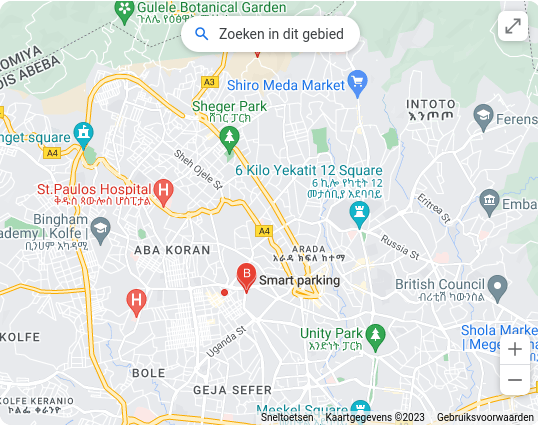 Gulele Botanical Garden
ጉለሌ የዕፅዋት
Zoeken in dit gebied
OROMIYA
DIS ABEBA
A3
Shiro Meda Market
INTOTO
እንጦጦ
Sheger Park
ሸገር ፓርክ
Ferens
nget square
A4
Sheh Ojele St
6 Kilo Yekatit 12 Square
6 ኪሎ የካቲት 12
መታሰቢያ አደባባይ
St.Paulos Hospital
ቅዱስ ጳውሎስ ሆስፒታል
Eritrea St
Emba
Bingham
ademy | Kolfe |
ቢንሃም አካዳሚ
A4
Russia St
ABA KORAN
ARADA
አራዳ ክፍለ ከተማ
B
Smart parking
British Council
ብሪቲሽ ካውንስል
H
H
KOLFE
Uganda St
Unity Park
አንድነት ፓርክ
Shola Market
| Mege
BOLE
GEJA SEFER
KOLFE KERANIO
ኮልፌ ቀራንዮ
Meskel Square
Sneltoetsen
Kaartgegevens ©2023
Gebruiksvoorwaarden